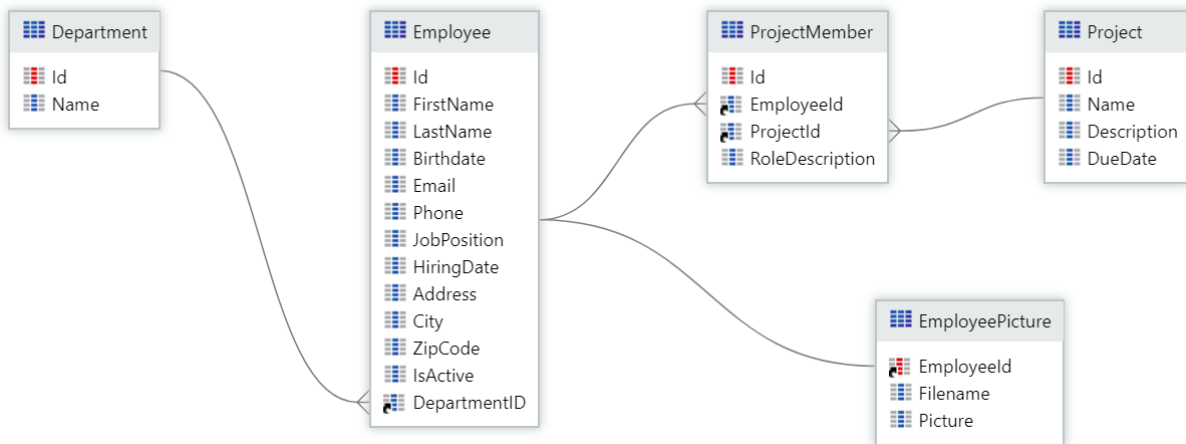 Department
Id
Name
Employee
Id
FirstName
LastName
Birthdate
Email
Phone
JobPosition
HiringDate
Address
City
ZipCode
IsActive
DepartmentID
ProjectMember
Id
EmployeeId
ProjectId
RoleDescription
Project
Id
Name
Description
DueDate
EmployeePicture
EmployeeId
Filename
Picture